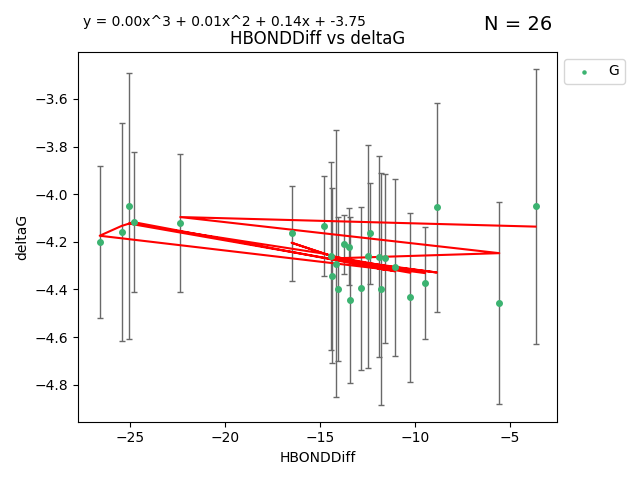 y = 0.00x^3 + 0.01x^2 + 0.14x + -3.75
N = 26
HBONDDiff vs deltaG
G
−3.6
−3.8
−4.0
−4.2
−4.4
−4.6
−4.8
deltaG
−25
−20
−15
−10
−5
HBONDDiff